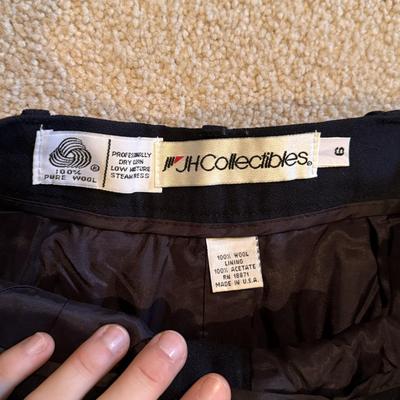 100%
PURE WOOL
®
PROFESSIONALLY
DRY CLEAN
LOW MOISTURE
STEAM PRESS
JH Collectibles®
6
100% WOOL
LINING
100% ACETATE
RN 18871
MADE IN U.S.A.